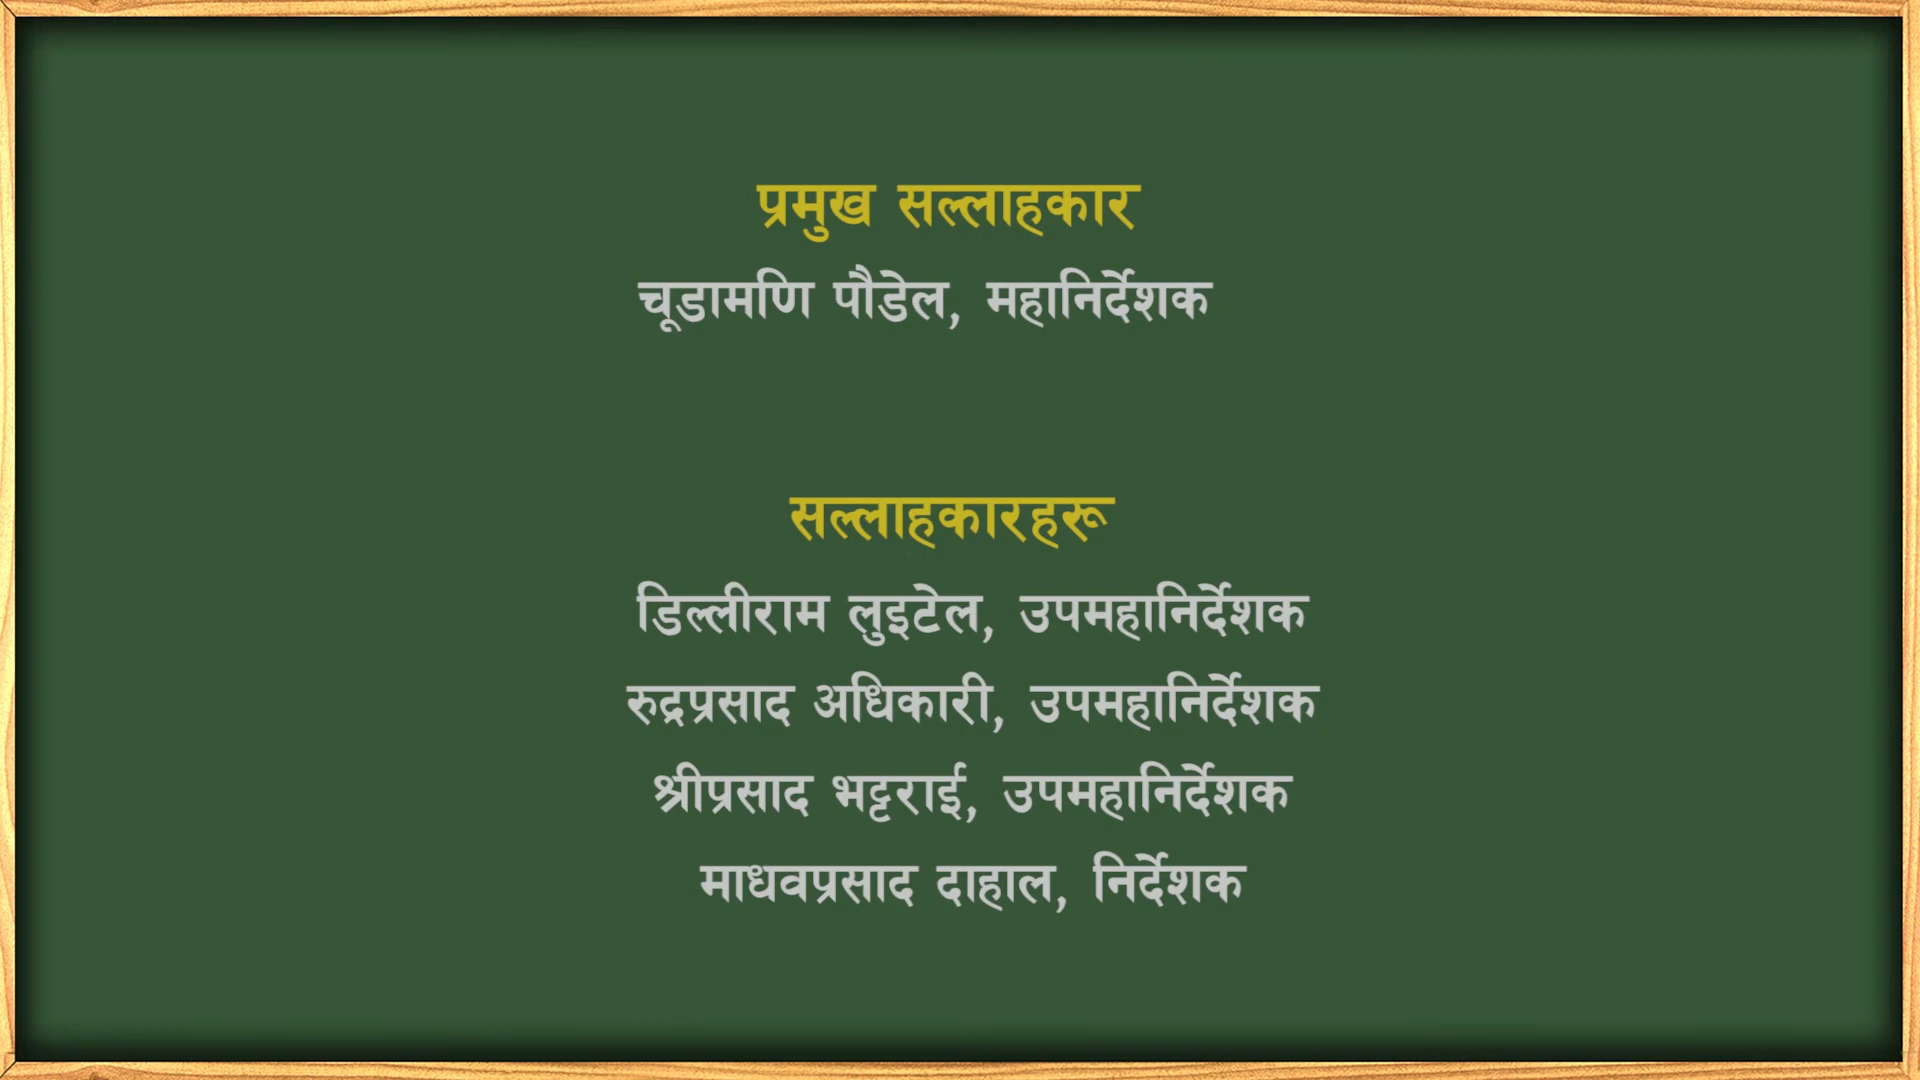 प्रमुख सल्लाहकार
चूडामणि पौडेल, महानिर्देशक
सल्लाहकारहरू
डिल्लीराम लुइटेल, उपमहानिर्देशक
रुद्रप्रसाद अधिकारी, उपमहानिर्देशक
श्रीप्रसाद भट्टराई, उपमहानिर्देशक
माधवप्रसाद दाहाल, निर्देशक